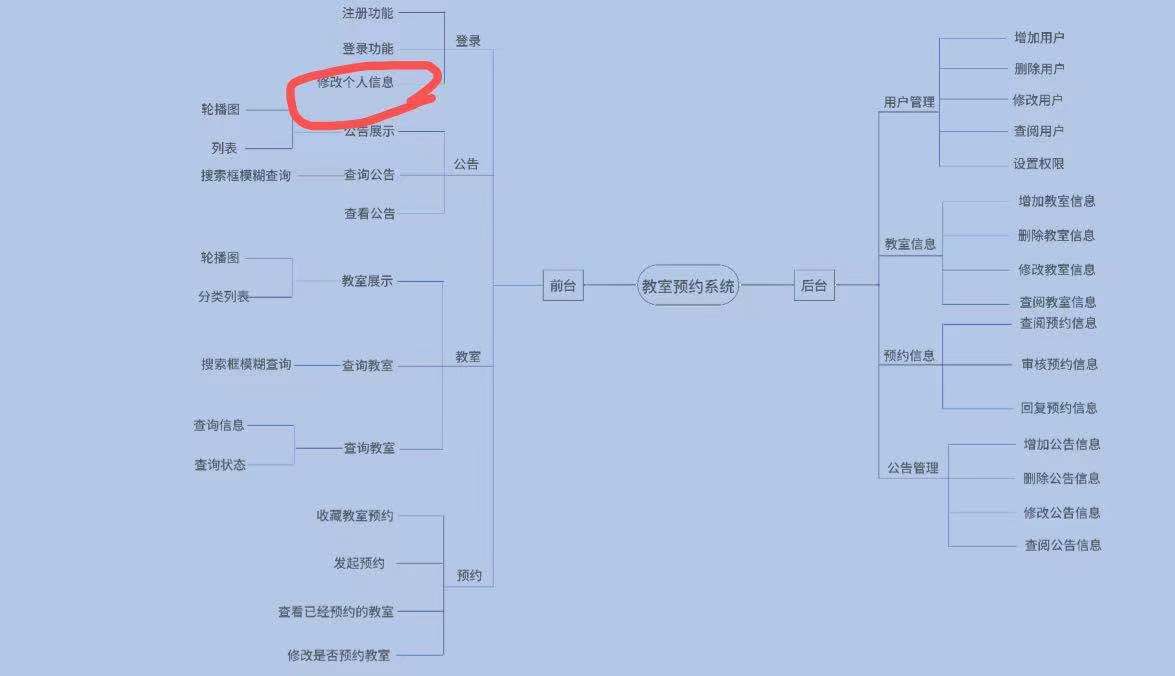 注册功能
登录
登录功能
修改个人信息
轮播图
公告展示
列表
公告
搜索框模糊查询
查询公告
查看公告
轮播图
教室展示
分类列表
教室
搜索框模糊查询
查询教室
查询信息
查询教室
查询状态
收藏教室预约
发起预约
预约
查看已经预约的教室
修改是否预约教室
前台
教室预约系统
后台
用户管理
增加用户
删除用户
修改用户
查阅用户
设置权限
教室信息
增加教室信息
删除教室信息
修改教室信息
查阅教室信息
预约信息
查阅预约信息
审核预约信息
回复预约信息
公告管理
增加公告信息
删除公告信息
修改公告信息
查阅公告信息